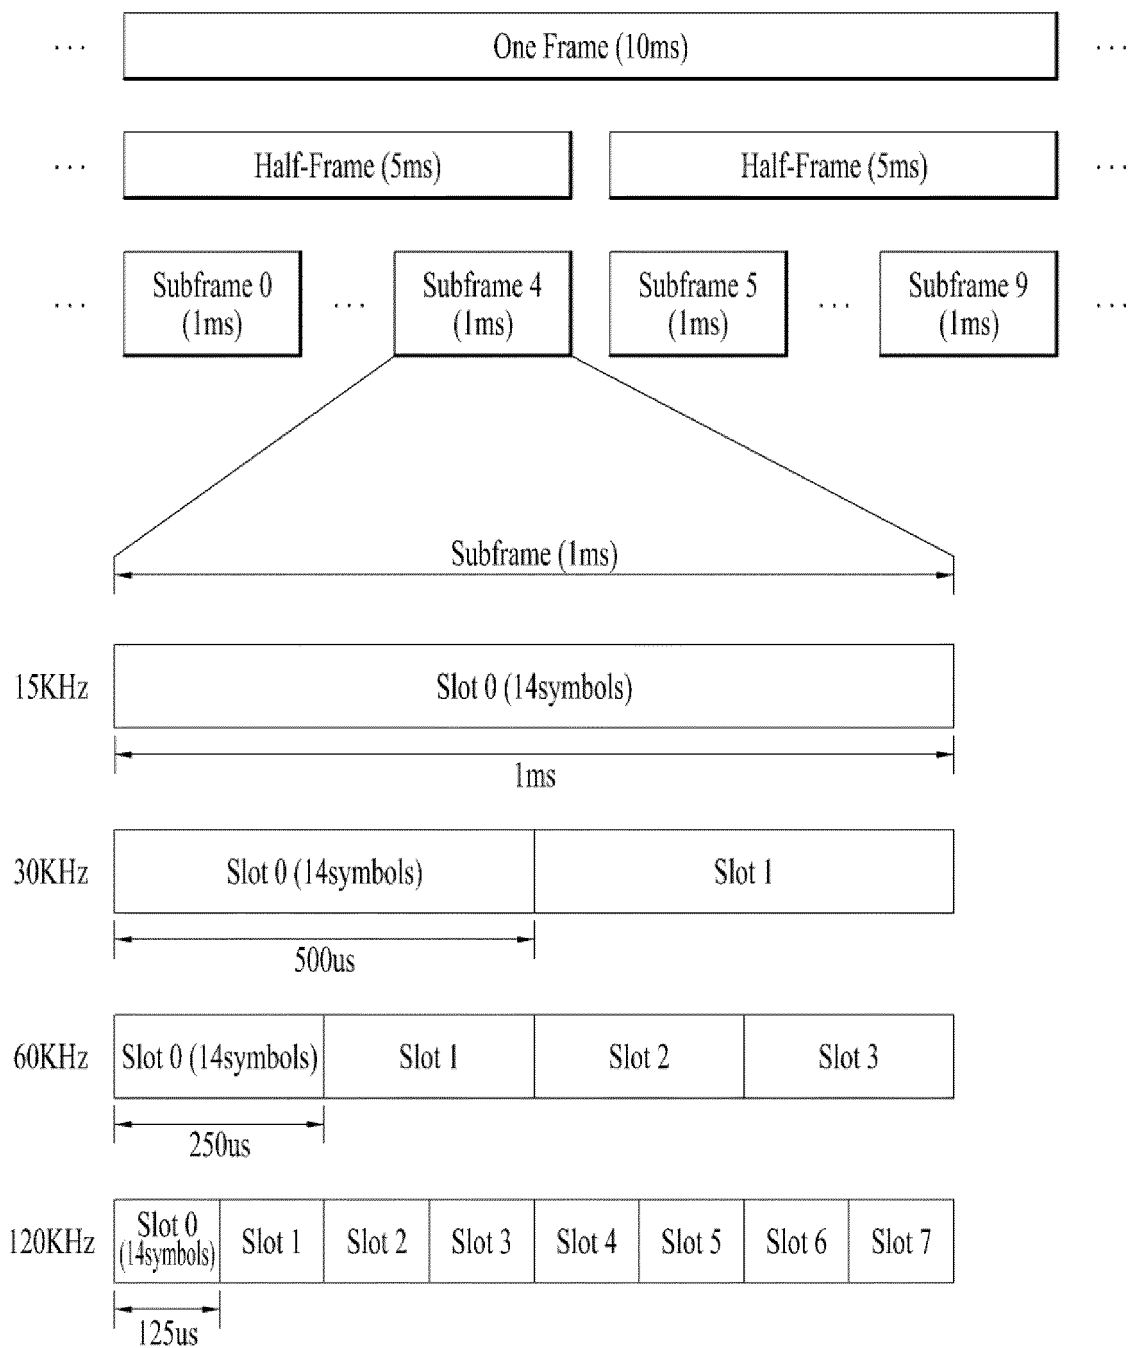 ... One Frame (10ms) ...
... Half-Frame (5ms) Half-Frame (5ms) ...
... Subframe 0 (1ms) ... Subframe 4 (1ms) Subframe 5 (1ms) ... Subframe 9 (1ms) ...
Subframe (1ms)
15KHz Slot 0 (14symbols)
1ms
30KHz Slot 0 (14symbols) Slot 1
500us
60KHz Slot 0 (14symbols) Slot 1 Slot 2 Slot 3
250us
120KHz Slot 0 (14symbols) Slot 1 Slot 2 Slot 3 Slot 4 Slot 5 Slot 6 Slot 7
125us